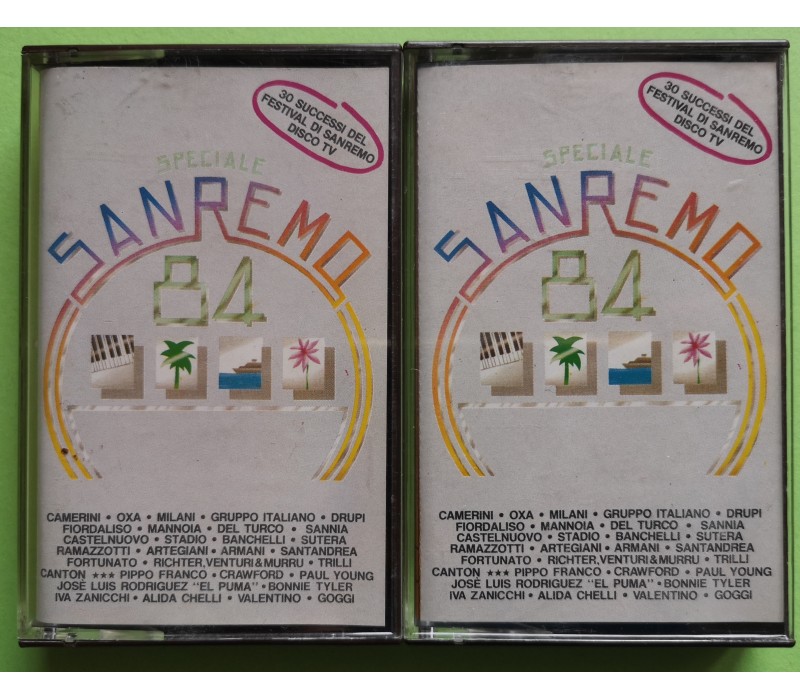 30 SUCCESSI DEL
FESTIVAL DI SANREMO
DISCO TV
SPECIALE
SANREMO
84
CAMERINI • OXA • MILANI • GRUPPO ITALIANO • DRUPI
FIORDALISO • MANNOIA • DEL TURCO • SANNIA
CASTELNUOVO • STADIO • BANCHELLI • SUTERA
RAMAZZOTTI • ARTEGIANI • ARMANI • SANTANDREA
FORTUNATO • RICHTER, VENTURI & MURRU • TRILLI
CANTON ★★★ PIPPO FRANCO • CRAWFORD • PAUL YOUNG
JOSÉ LUIS RODRIGUEZ "EL PUMA" • BONNIE TYLER
IVA ZANICCHI • ALIDA CHELLI • VALENTINO • GOGGI
30 SUCCESSI DEL
FESTIVAL DI SANREMO
DISCO TV
SPECIALE
SANREMO
84
CAMERINI • OXA • MILANI • GRUPPO ITALIANO • DRUPI
FIORDALISO • MANNOIA • DEL TURCO • SANNIA
CASTELNUOVO • STADIO • BANCHELLI • SUTERA
RAMAZZOTTI • ARTEGIANI • ARMANI • SANTANDREA
FORTUNATO • RICHTER, VENTURI & MURRU • TRILLI
CANTON ★★★ PIPPO FRANCO • CRAWFORD • PAUL YOUNG
JOSÉ LUIS RODRIGUEZ "EL PUMA" • BONNIE TYLER
IVA ZANICCHI • ALIDA CHELLI • VALENTINO • GOGGI